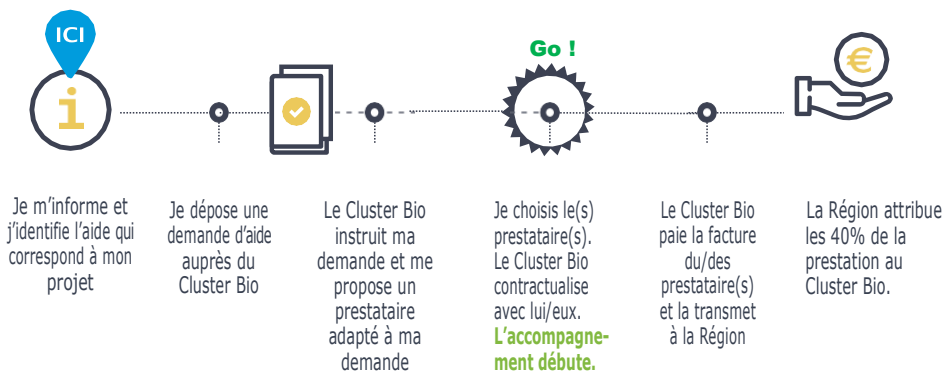 ICI
i
Go !
€
Je m’informe et
j’identifie l’aide qui
correspond à mon
projet
Je dépose une
demande d’aide
auprès du
Cluster Bio
Le Cluster Bio
instruit ma
demande et me
propose un
prestataire
adapté à ma
demande
Je choisis le(s)
prestataire(s).
Le Cluster Bio
contractualise
avec lui/eux.
L’accompagne-
ment débute.
Le Cluster Bio
paie la facture
du/des
prestataire(s)
et la transmet
à la Région
La Région attribue
les 40% de la
prestation au
Cluster Bio.